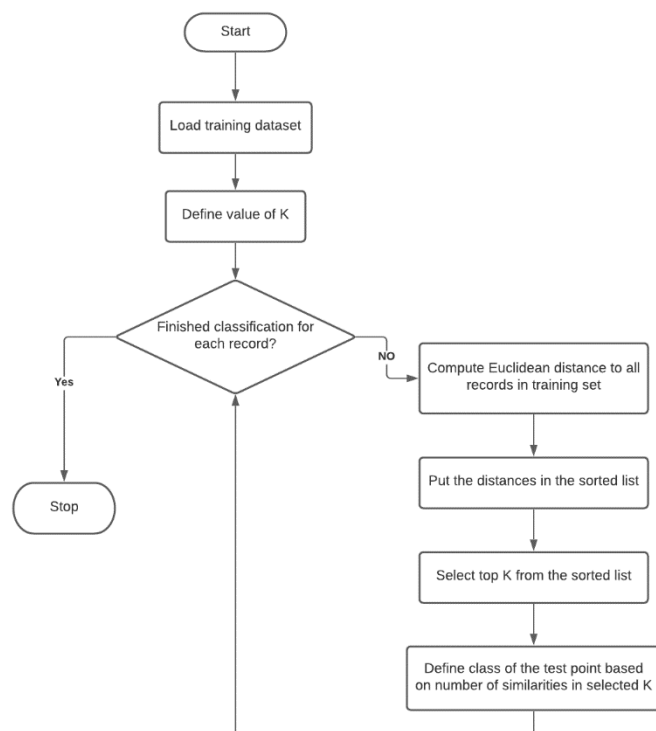 Start
Load training dataset
Define value of K
Finished classification for
each record?
NO
Yes
Compute Euclidean distance to all
records in training set
Put the distances in the sorted list
Stop
Select top K from the sorted list
Define class of the test point based
on number of similarities in selected K